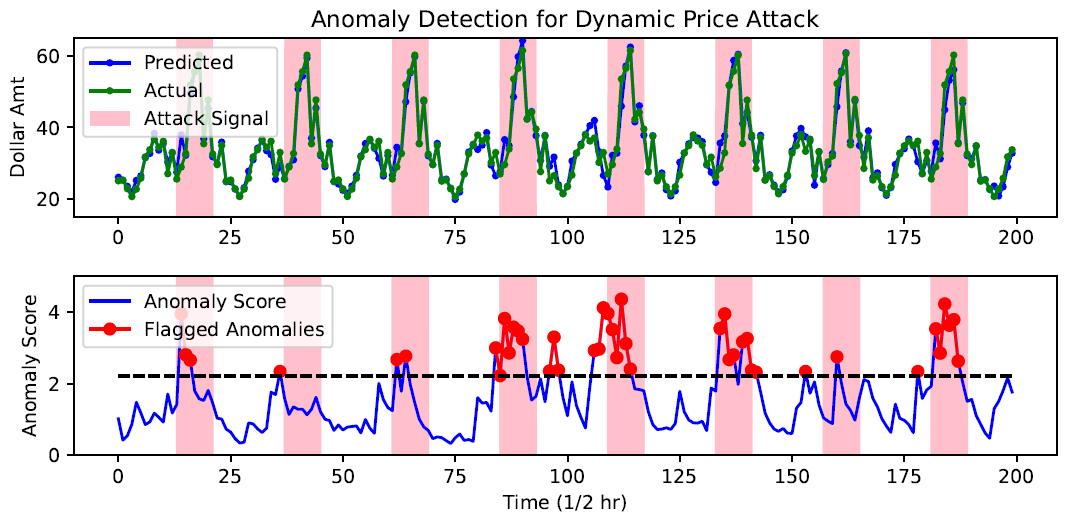 Anomaly Detection for Dynamic Price Attack
60
40
20
Dollar Amt
Predicted
Actual
Attack Signal
0 25 50 75 100 125 150 175 200
4
2
0
Anomaly Score
Anomaly Score
Flagged Anomalies
0 25 50 75 100 125 150 175 200
Time (1/2 hr)